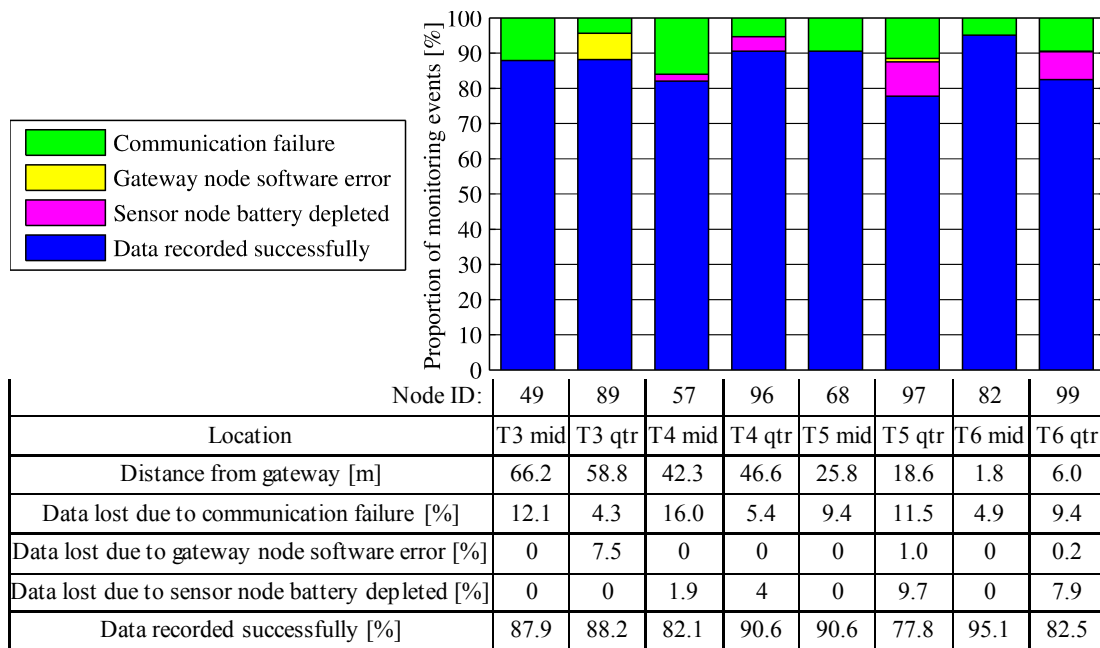 Communication failure
Gateway node software error
Sensor node battery depleted
Data recorded successfully
Proportion of monitoring events [%]
100
90
80
70
60
50
40
30
20
10
0
Node ID: 49 89 57 96 68 97 82 99
Location T3 mid T3 qtr T4 mid T4 qtr T5 mid T5 qtr T6 mid T6 qtr
Distance from gateway [m] 66.2 58.8 42.3 46.6 25.8 18.6 1.8 6.0
Data lost due to communication failure [%] 12.1 4.3 16.0 5.4 9.4 11.5 4.9 9.4
Data lost due to gateway node software error [%] 0 7.5 0 0 0 1.0 0 0.2
Data lost due to sensor node battery depleted [%] 0 0 1.9 4 0 9.7 0 7.9
Data recorded successfully [%] 87.9 88.2 82.1 90.6 90.6 77.8 95.1 82.5